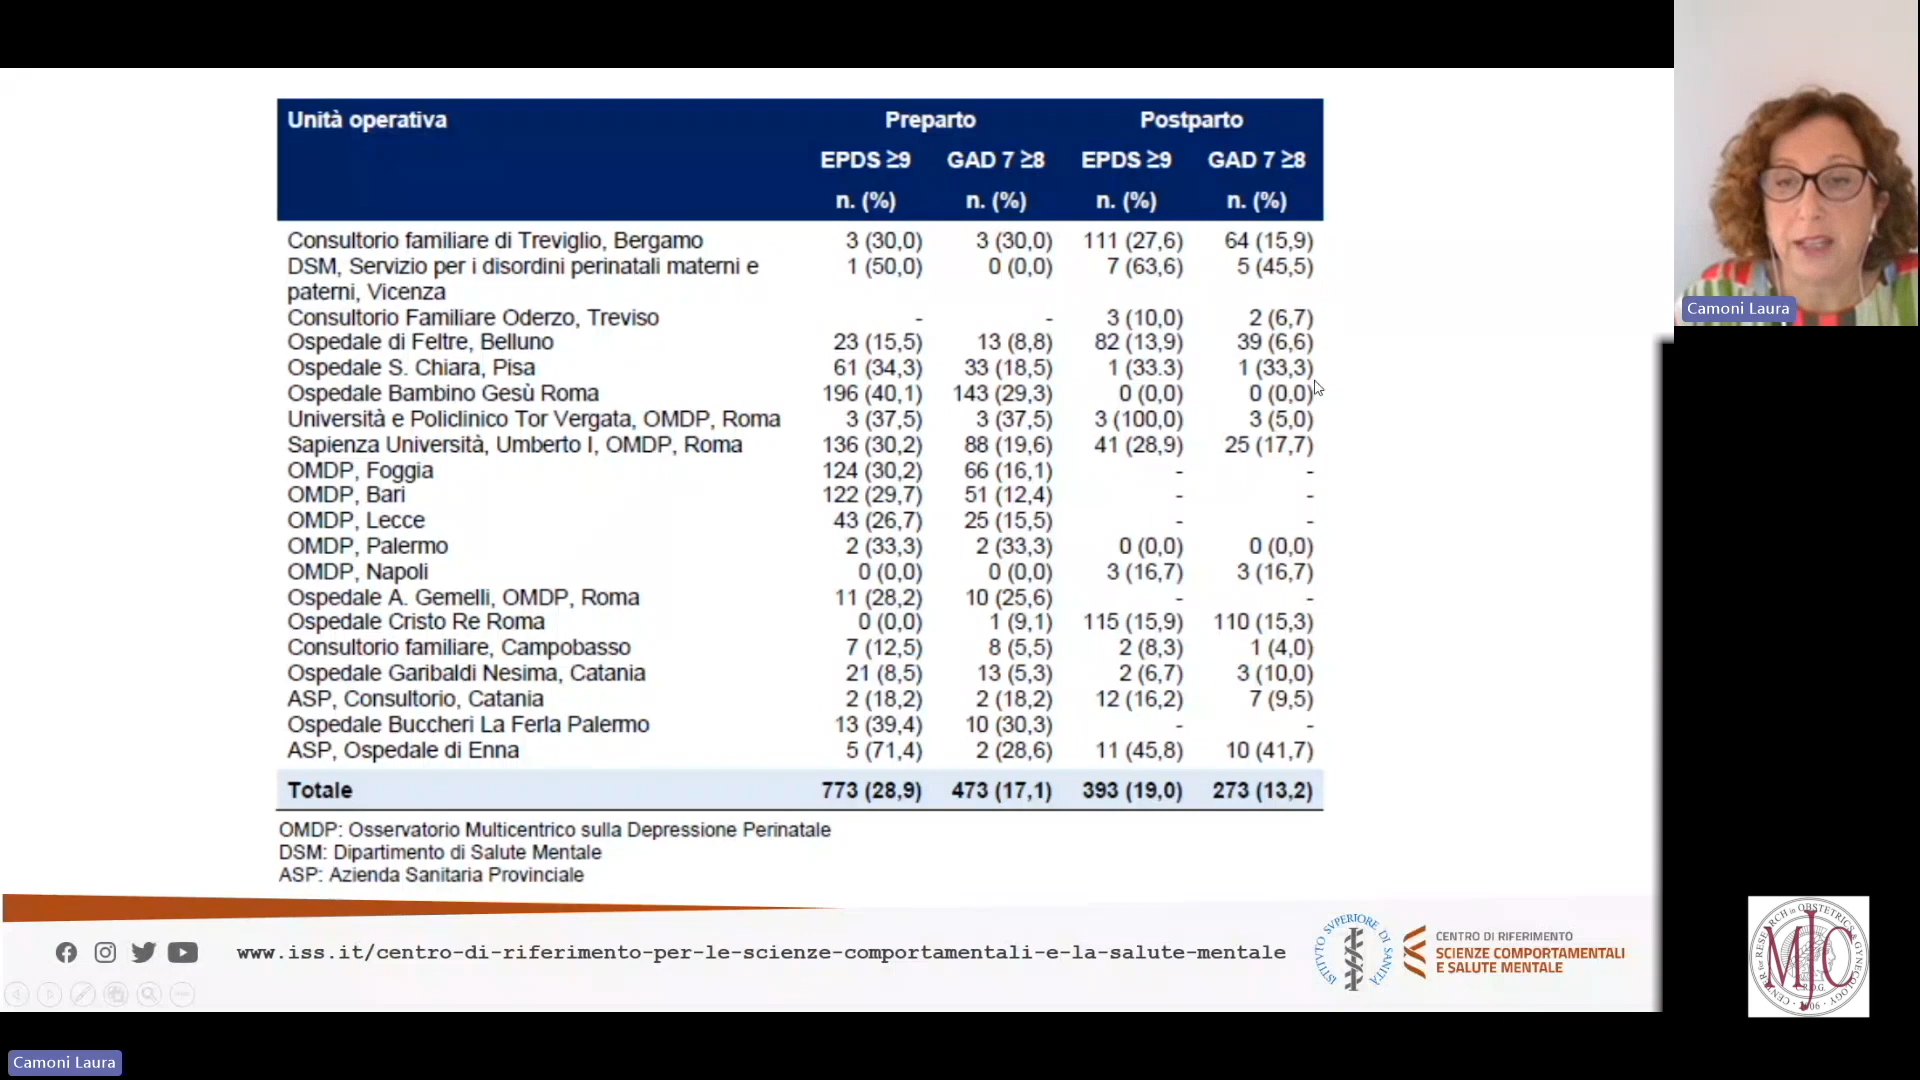 Unità operativa Preparto Postparto
EPDS ≥9 GAD 7 ≥8 EPDS ≥9 GAD 7 ≥8
n. (%) n. (%) n. (%) n. (%)
Consultorio familiare di Treviglio, Bergamo 3 (30,0) 3 (30,0) 111 (27,6) 64 (15,9)
DSM, Servizio per i disordini perinatali materni e 1 (50,0) 0 (0,0) 7 (63,6) 5 (45,5)
paterni, Vicenza
Consultorio Familiare Oderzo, Treviso - - 3 (10,0) 2 (6,7)
Ospedale di Feltre, Belluno 23 (15,5) 13 (8,8) 82 (13,9) 39 (6,6)
Ospedale S. Chiara, Pisa 61 (34,3) 33 (18,5) 1 (33.3) 1 (33,3)
Ospedale Bambino Gesù Roma 196 (40,1) 143 (29,3) 0 (0,0) 0 (0,0)
Università e Policlinico Tor Vergata, OMDP, Roma 3 (37,5) 3 (37,5) 3 (100,0) 3 (5,0)
Sapienza Università, Umberto I, OMDP, Roma 136 (30,2) 88 (19,6) 41 (28,9) 25 (17,7)
OMDP, Foggia 124 (30,2) 66 (16,1) - -
OMDP, Bari 122 (29,7) 51 (12,4) - -
OMDP, Lecce 43 (26,7) 25 (15,5) - -
OMDP, Palermo 2 (33,3) 2 (33,3) 0 (0,0) 0 (0,0)
OMDP, Napoli 0 (0,0) 0 (0,0) 3 (16,7) 3 (16,7)
Ospedale A. Gemelli, OMDP, Roma 11 (28,2) 10 (25,6) - -
Ospedale Cristo Re Roma 0 (0,0) 1 (9,1) 115 (15,9) 110 (15,3)
Consultorio familiare, Campobasso 7 (12,5) 8 (5,5) 2 (8,3) 1 (4,0)
Ospedale Garibaldi Nesima, Catania 21 (8,5) 13 (5,3) 2 (6,7) 3 (10,0)
ASP, Consultorio, Catania 2 (18,2) 2 (18,2) 12 (16,2) 7 (9,5)
Ospedale Buccheri La Ferla Palermo 13 (39,4) 10 (30,3) - -
ASP, Ospedale di Enna 5 (71,4) 2 (28,6) 11 (45,8) 10 (41,7)
Totale 773 (28,9) 473 (17,1) 393 (19,0) 273 (13,2)
OMDP: Osservatorio Multicentrico sulla Depressione Perinatale
DSM: Dipartimento di Salute Mentale
ASP: Azienda Sanitaria Provinciale
www.iss.it/centro-di-riferimento-per-le-scienze-comportamentali-e-la-salute-mentale
ISTITVTO SVPERIORE DI SANITÀ
CENTRO DI RIFERIMENTO
SCIENZE COMPORTAMENTALI
E SALUTE MENTALE
Camoni Laura
CENTER for RESEARCH in OBSTETRICS & GYNECOLOGY
MJC
C.R.O.G.
2006
Camoni Laura